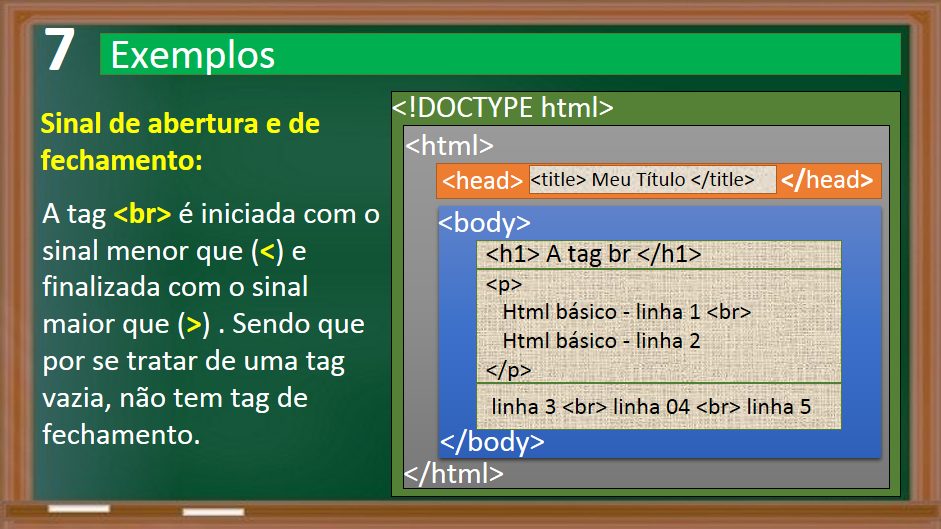 7 Exemplos
Sinal de abertura e de
fechamento:
A tag <br> é iniciada com o
sinal menor que (<) e
finalizada com o sinal
maior que (>) . Sendo que
por se tratar de uma tag
vazia, não tem tag de
fechamento.
<!DOCTYPE html>
<html>
<head> <title> Meu Título </title> </head>
<body>
<h1> A tag br </h1>
<p>
Html básico - linha 1 <br>
Html básico - linha 2
</p>
linha 3 <br> linha 04 <br> linha 5
</body>
</html>